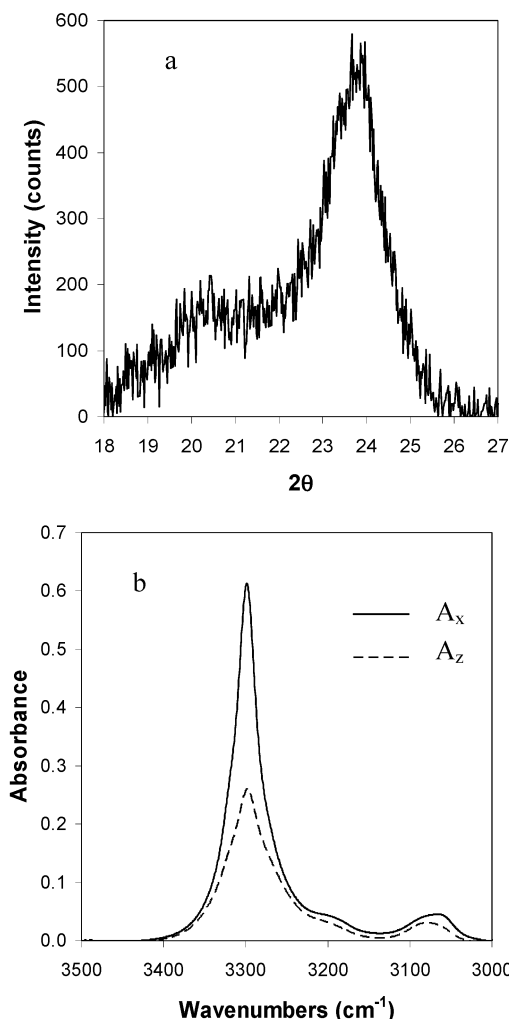 a
600
500
400
300
200
100
0
Intensity (counts)
18 19 20 21 22 23 24 25 26 27
2θ
b
0.7
0.6
0.5
0.4
0.3
0.2
0.1
0.0
Absorbance
Aₓ
A_z
3500 3400 3300 3200 3100 3000
Wavenumbers (cm⁻¹)